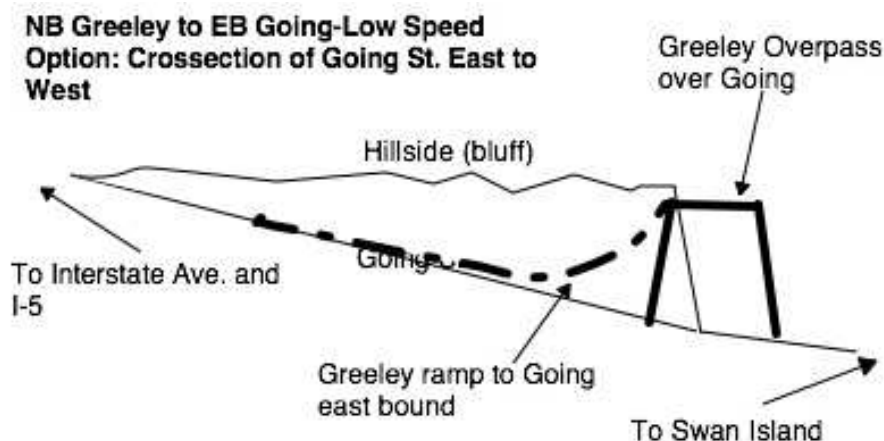 NB Greeley to EB Going-Low Speed
Option: Crossection of Going St. East to
West
Greeley Overpass
over Going
Hillside (bluff)
To Interstate Ave. and
I-5
Going
Greeley ramp to Going
east bound
To Swan Island